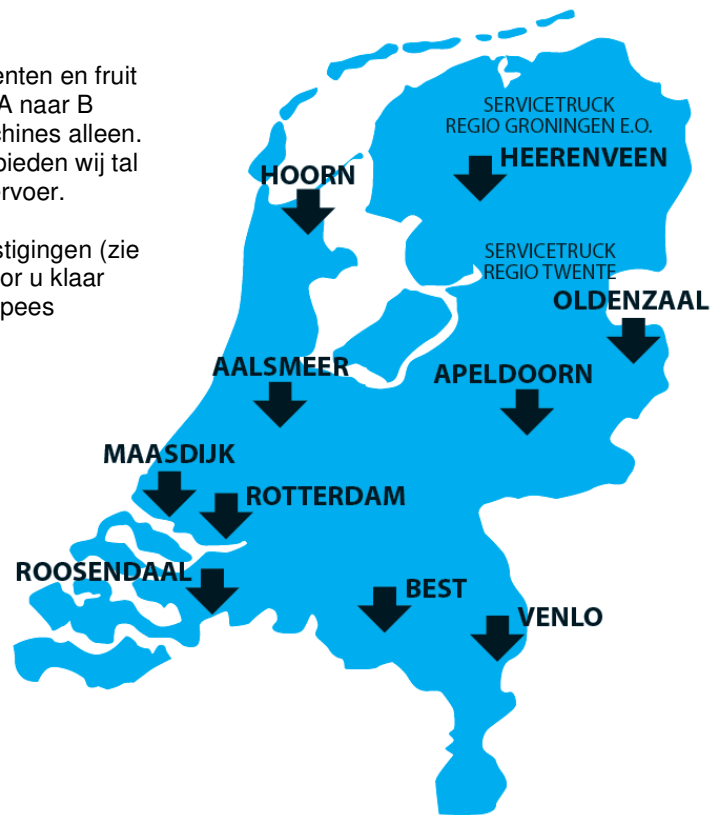 enten en fruit
A naar B
chines alleen.
bieden wij tal
ervoer.
stigingen (zie
or u klaar
pees
SERVICETRUCK
REGIO GRONINGEN E.O.
HEERENVEEN
HOORN
SERVICETRUCK
REGIO TWENTE
OLDENZAAL
AALSMEER
APELDOORN
MAASDIJK
ROTTERDAM
ROOSENDAAL
BEST
VENLO